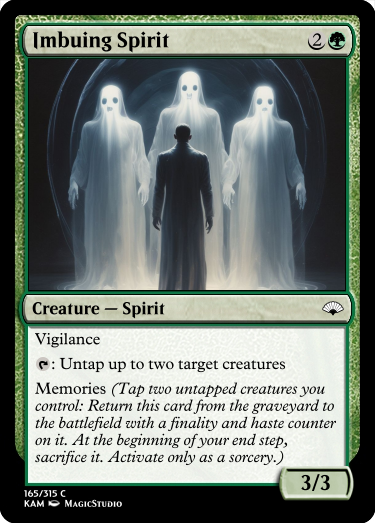 Imbuing Spirit 2
Creature — Spirit
Vigilance
: Untap up to two target creatures
Memories (Tap two untapped creatures you
control: Return this card from the graveyard to
the battlefield with a finality and haste counter
on it. At the beginning of your end step,
sacrifice it. Activate only as a sorcery.)
3/3
165/315 C
KAM MagicStudio